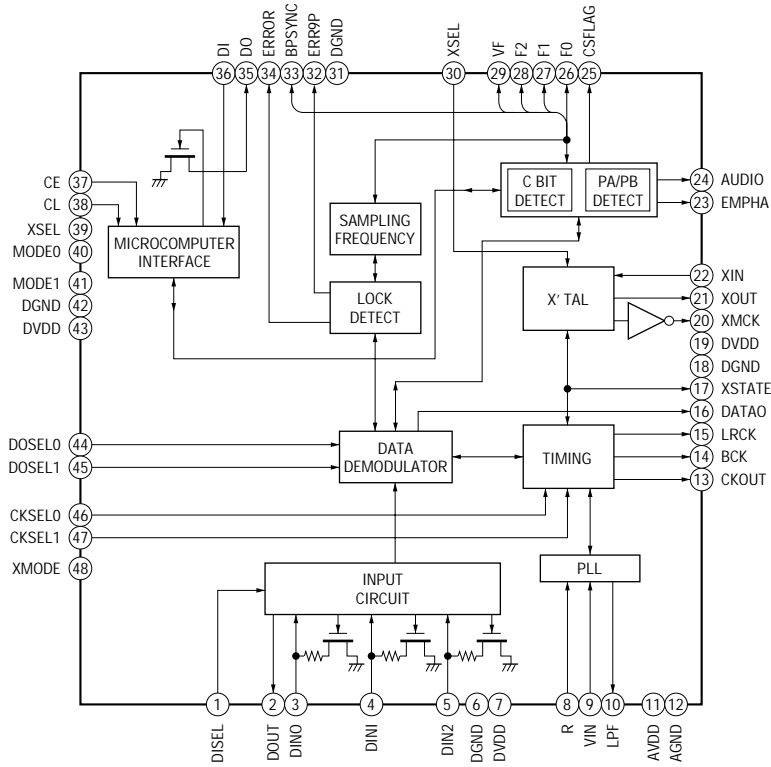 DI
DO
ERROR
BPSYNC
ERR9P
DGND
XSEL
VF
F2
F1
F0
CSFLAG
36
35
34
33
32
31
30
29
28
27
26
25
CE 37
CL 38
XSEL 39
MODE0 40
MODE1 41
DGND 42
DVDD 43
DOSEL0 44
DOSEL1 45
CKSEL0 46
CKSEL1 47
XMODE 48
MICROCOMPUTER
INTERFACE
SAMPLING
FREQUENCY
LOCK
DETECT
C BIT
DETECT
PA/PB
DETECT
X' TAL
DATA
DEMODULATOR
TIMING
INPUT
CIRCUIT
PLL
24 AUDIO
23 EMPHA
22 XIN
21 XOUT
20 XMCK
19 DVDD
18 DGND
17 XSTATE
16 DATAO
15 LRCK
14 BCK
13 CKOUT
1
2
3
4
5
6
7
8
9
10
11
12
DISEL
DOUT
DINO
DINI
DIN2
DGND
DVDD
R
VIN
LPF
AVDD
AGND